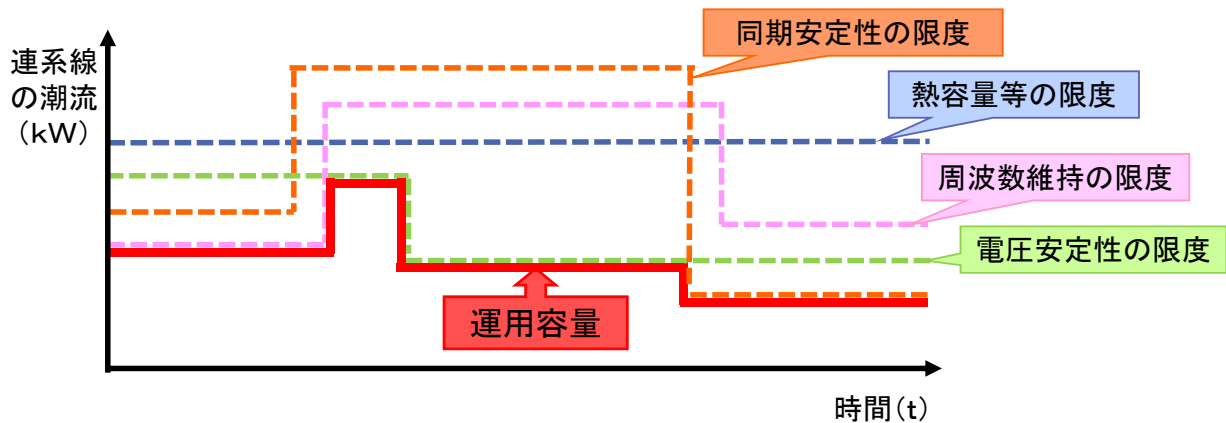 連系線
の潮流
(kW)
同期安定性の限度
熱容量等の限度
周波数維持の限度
電圧安定性の限度
運用容量
時間(t)